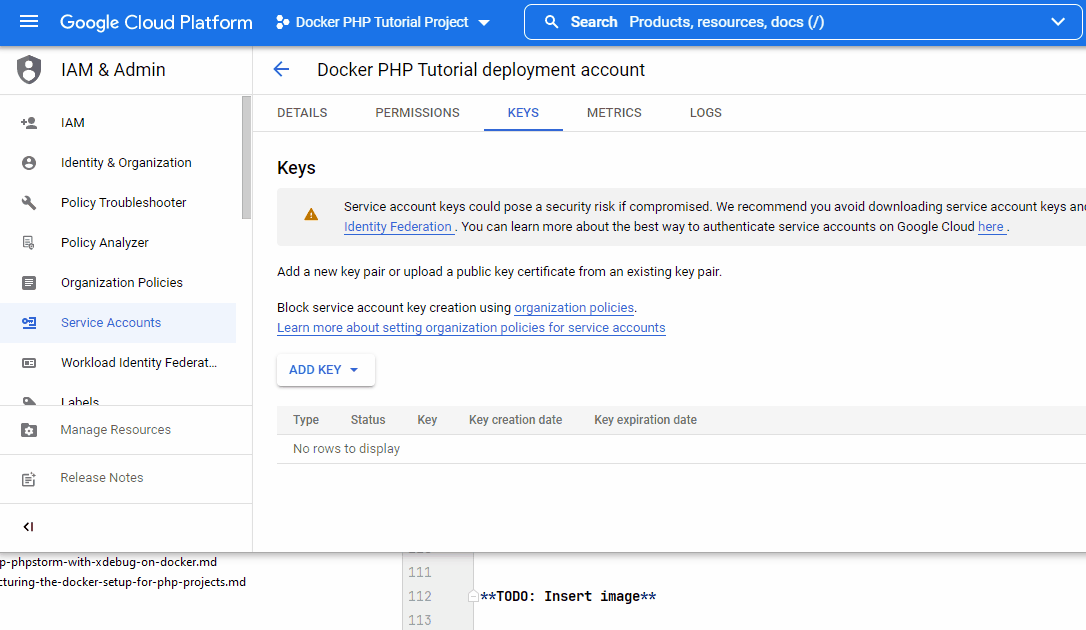 Google Cloud Platform
Docker PHP Tutorial Project
Search Products, resources, docs (/)
IAM & Admin
Docker PHP Tutorial deployment account
DETAILS PERMISSIONS KEYS METRICS LOGS
IAM
Identity & Organization
Policy Troubleshooter
Policy Analyzer
Organization Policies
Service Accounts
Workload Identity Federat...
Labels
Manage Resources
Release Notes
Keys
Service account keys could pose a security risk if compromised. We recommend you avoid downloading service account keys and
Identity Federation . You can learn more about the best way to authenticate service accounts on Google Cloud here .
Add a new key pair or upload a public key certificate from an existing key pair.
Block service account key creation using organization policies.
Learn more about setting organization policies for service accounts
ADD KEY
Type Status Key Key creation date Key expiration date
No rows to display
p-phpstorm-with-xdebug-on-docker.md
cturing-the-docker-setup-for-php-projects.md
111
112 **TODO: Insert image**
113